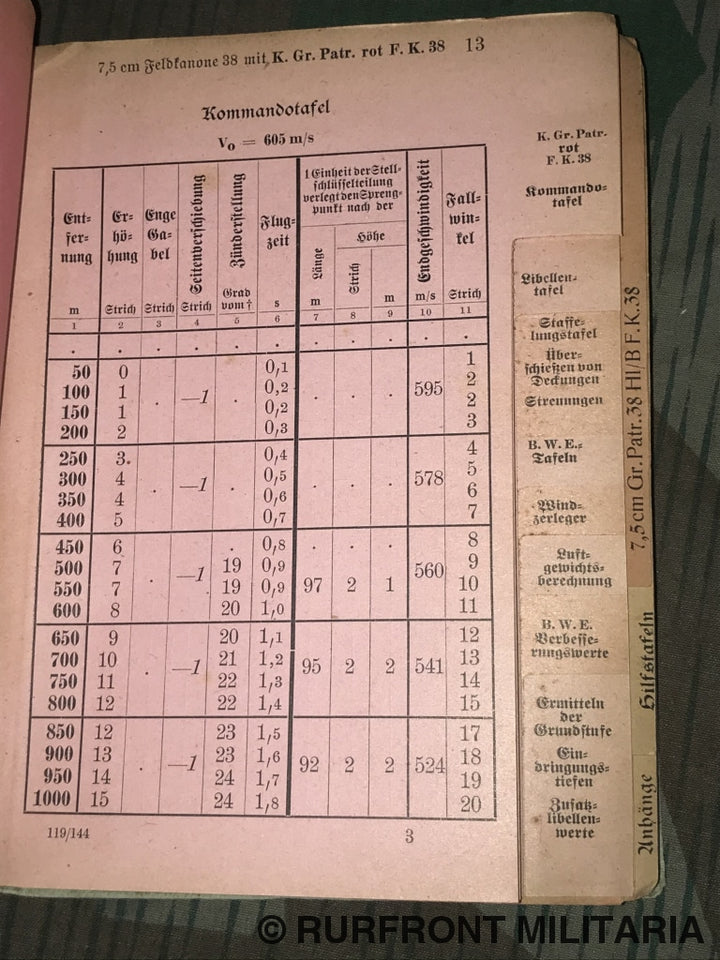 7,5 cm Feldkanone 38 mit K. Gr. Patr. rot F. K. 38 13
Kommandotafel
V₀ = 605 m/s
Ent-
fer-
nung
m
Er-
hö-
hung
Strich
Enge
Ga-
bel
Strich
Seitenverschiebung
Strich
Zünderstellung
Grad
vom †
Flug-
zeit
s
1 Einheit der Stell-
schlüsselteilung
verlegt den Spreng-
punkt nach der
Länge
m
Höhe
Strich
m
Endgeschwindigkeit
m/s
Fall-
win-
kel
Strich
1 2 3 4 5 6 7 8 9 10 11
. . . . . . . . . . .
50 0 0,1 1
100 1 . —1 . 0,2 . . . 595 2
150 1 0,2 2
200 2 0,3 3
250 3. 0,4 4
300 4 . —1 . 0,5 . . . 578 5
350 4 0,6 6
400 5 0,7 7
450 6 . 0,8 . . . 8
500 7 . —1 19 0,9 560 9
550 7 19 0,9 97 2 1 10
600 8 20 1,0 11
650 9 20 1,1 12
700 10 . —1 21 1,2 95 2 2 541 13
750 11 22 1,3 14
800 12 22 1,4 15
850 12 23 1,5 17
900 13 . —1 23 1,6 92 2 2 524 18
950 14 24 1,7 19
1000 15 24 1,8 20
119/144 3
K. Gr. Patr.
rot
F. K. 38
Kommando-
tafel
Libellen-
tafel
Staffe-
lungstafel
Über-
schießen von
Deckungen
Streuungen
B. W. E.-
Tafeln
Wind-
zerleger
Luft-
gewichts-
berechnung
B. W. E.
Verbesse-
rungswerte
Ermitteln
der
Grundstufe
Ein-
dringungs-
tiefen
Zusatz-
libellen-
werte
7,5 cm Gr. Patr. 38 Hl/B F. K. 38
Hilfstafeln
Anhänge
© RURFRONT MILITARIA